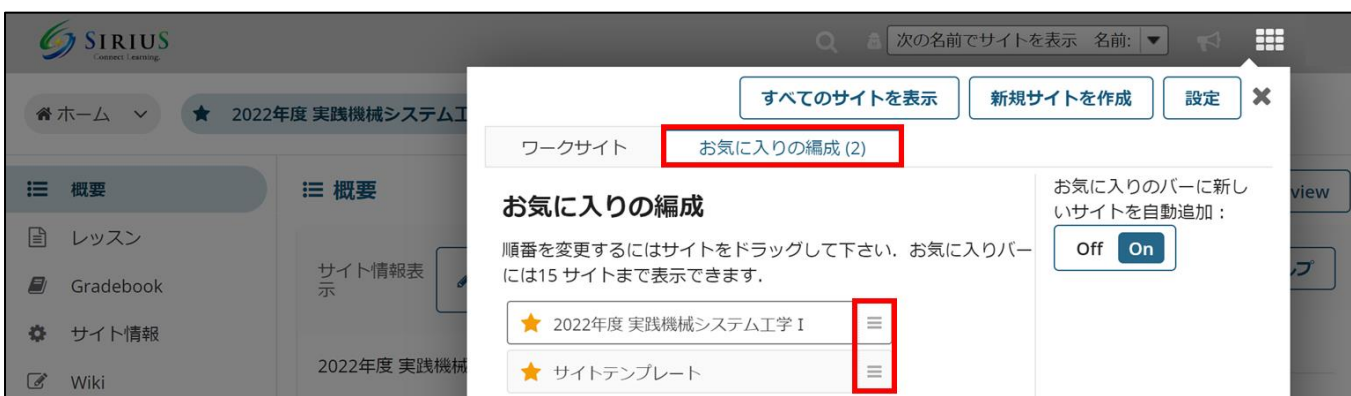 SIRIUS
Connect Learning.
次の名前でサイトを表示 名前:
すべてのサイトを表示 新規サイトを作成 設定
ホーム 2022年度 実践機械システム工
ワークサイト お気に入りの編成 (2)
概要
レッスン
Gradebook
サイト情報
Wiki
概要
view
サイト情報表
示
2022年度 実践機械
お気に入りの編成
順番を変更するにはサイトをドラッグして下さい．お気に入りバー
には15 サイトまで表示できます．
2022年度 実践機械システム工学 I
サイトテンプレート
お気に入りのバーに新し
いサイトを自動追加：
Off On